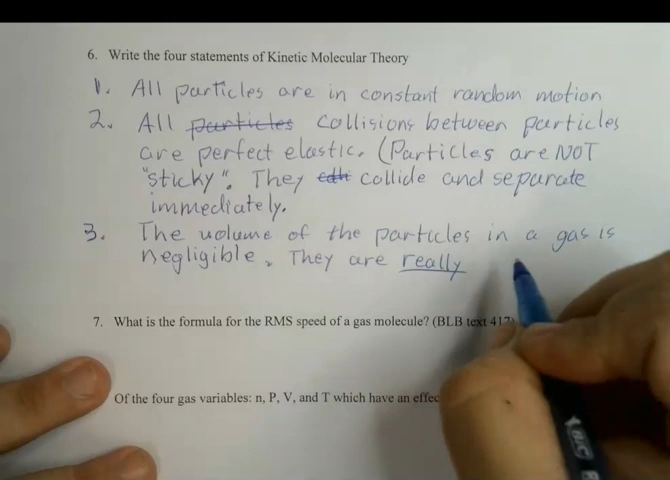 6. Write the four statements of Kinetic Molecular Theory
1. All particles are in constant random motion
2. All particles collisions between particles
are perfect elastic. (Particles are NOT
"sticky". They collide and separate
immediately.
3. The volume of the particles in a gas is
negligible. They are really
7. What is the formula for the RMS speed of a gas molecule? (BLB text 417)
Of the four gas variables: n, P, V, and T which have an effec
BIC